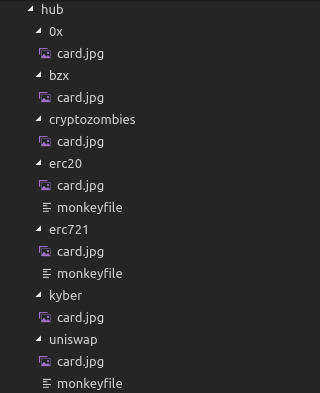 hub
0x
card.jpg
bzx
card.jpg
cryptozombies
card.jpg
erc20
card.jpg
monkeyfile
erc721
card.jpg
monkeyfile
kyber
card.jpg
uniswap
card.jpg
monkeyfile